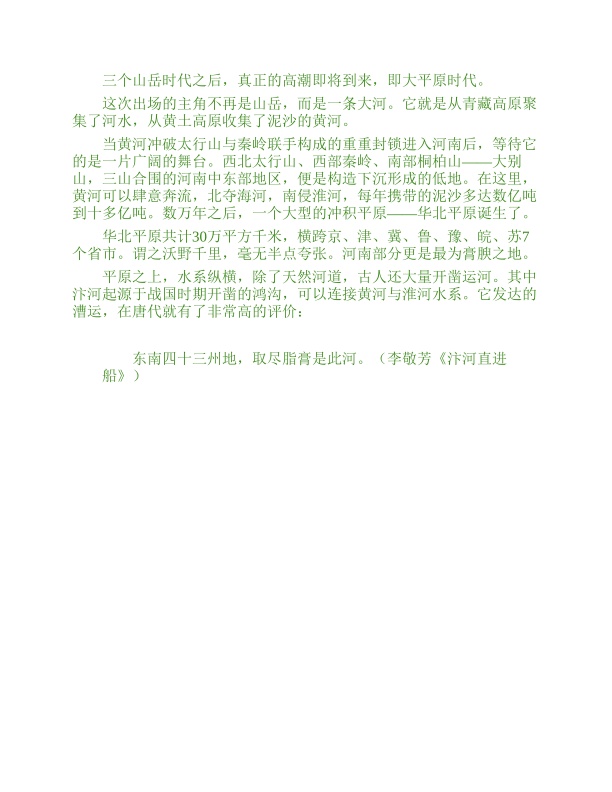 三个山岳时代之后，真正的高潮即将到来，即大平原时代。
这次出场的主角不再是山岳，而是一条大河。它就是从青藏高原聚
集了河水，从黄土高原收集了泥沙的黄河。
当黄河冲破太行山与秦岭联手构成的重重封锁进入河南后，等待它
的是一片广阔的舞台。西北太行山、西部秦岭、南部桐柏山——大别
山，三山合围的河南中东部地区，便是构造下沉形成的低地。在这里，
黄河可以肆意奔流，北夺海河，南侵淮河，每年携带的泥沙多达数亿吨
到十多亿吨。数万年之后，一个大型的冲积平原——华北平原诞生了。
华北平原共计30万平方千米，横跨京、津、冀、鲁、豫、皖、苏7
个省市。谓之沃野千里，毫无半点夸张。河南部分更是最为膏腴之地。
平原之上，水系纵横，除了天然河道，古人还大量开凿运河。其中
汴河起源于战国时期开凿的鸿沟，可以连接黄河与淮河水系。它发达的
漕运，在唐代就有了非常高的评价：
东南四十三州地，取尽脂膏是此河。（李敬芳《汴河直进
船》）